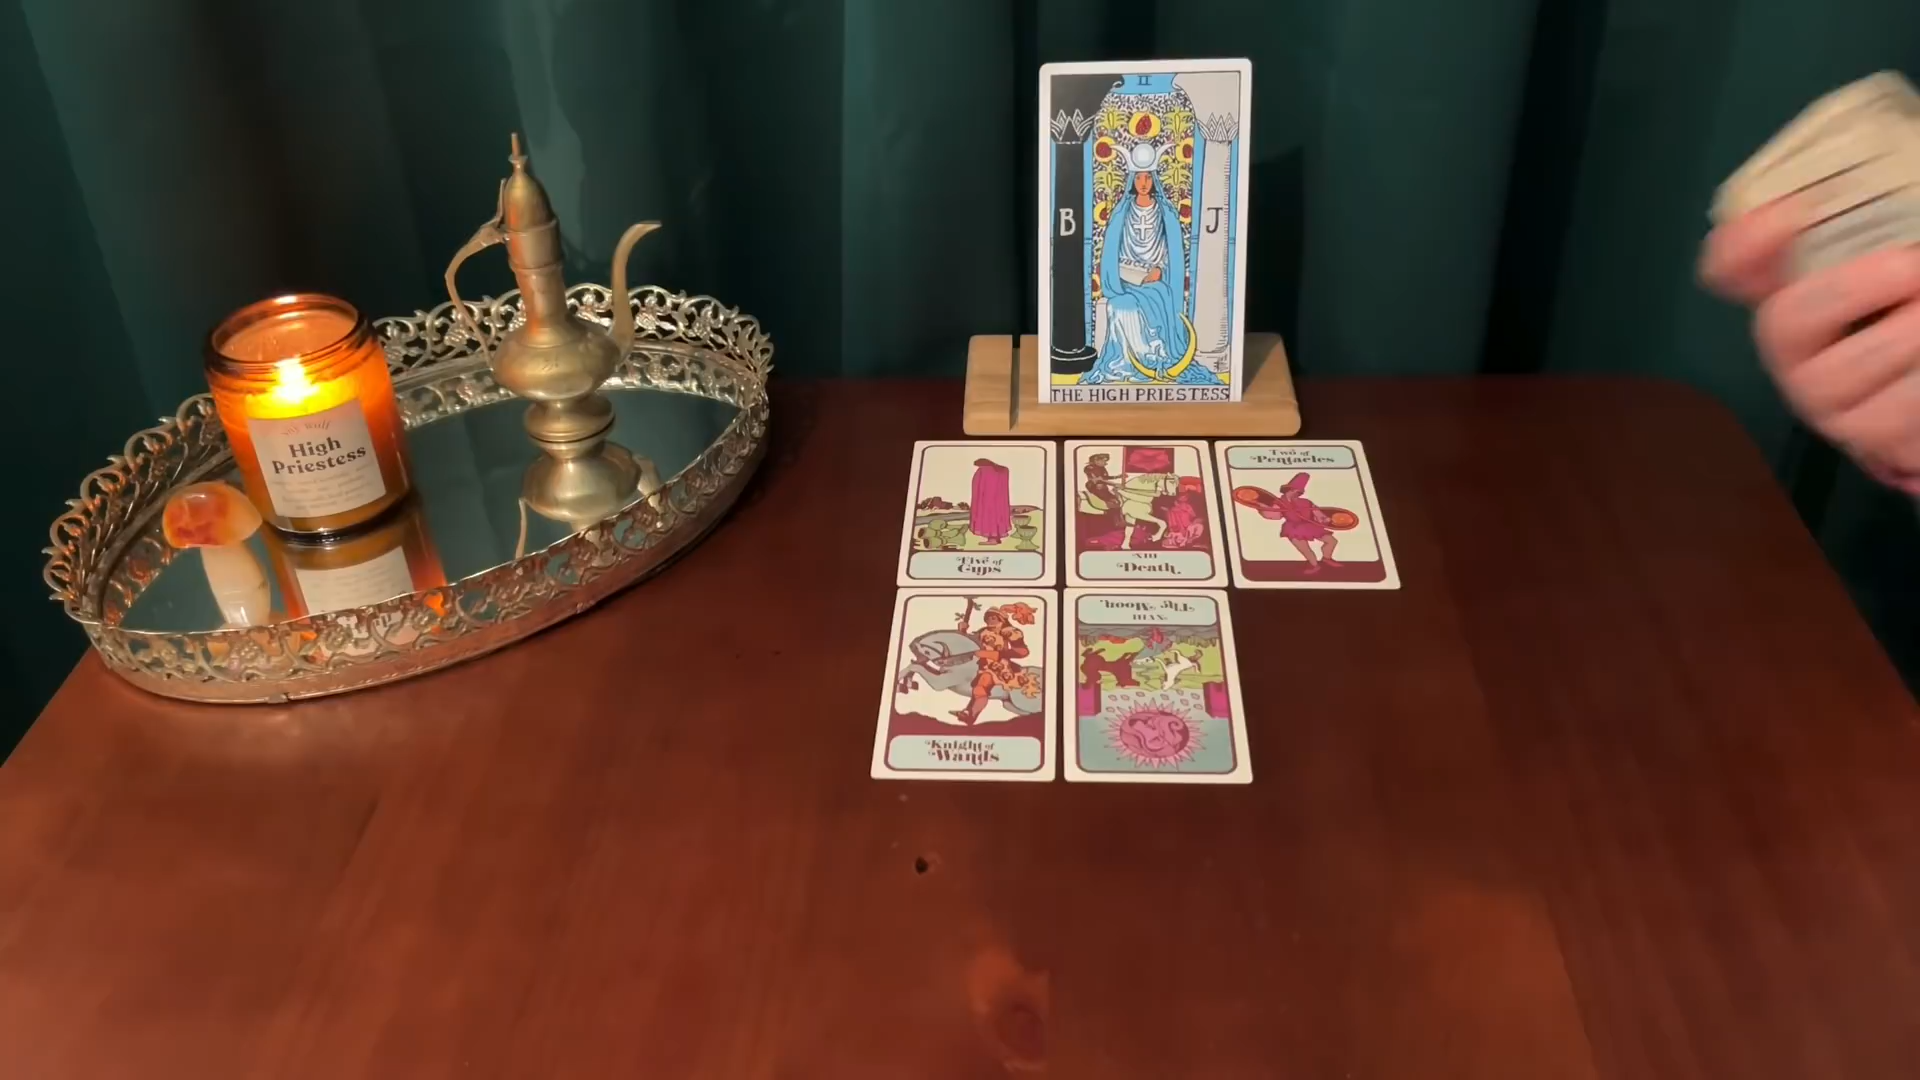 II
B
J
THE HIGH PRIESTESS
High
Priestess
Five of
Cups
XIII
Death
Two of
Pentacles
Knight of
Wands
The Moon
XVIII